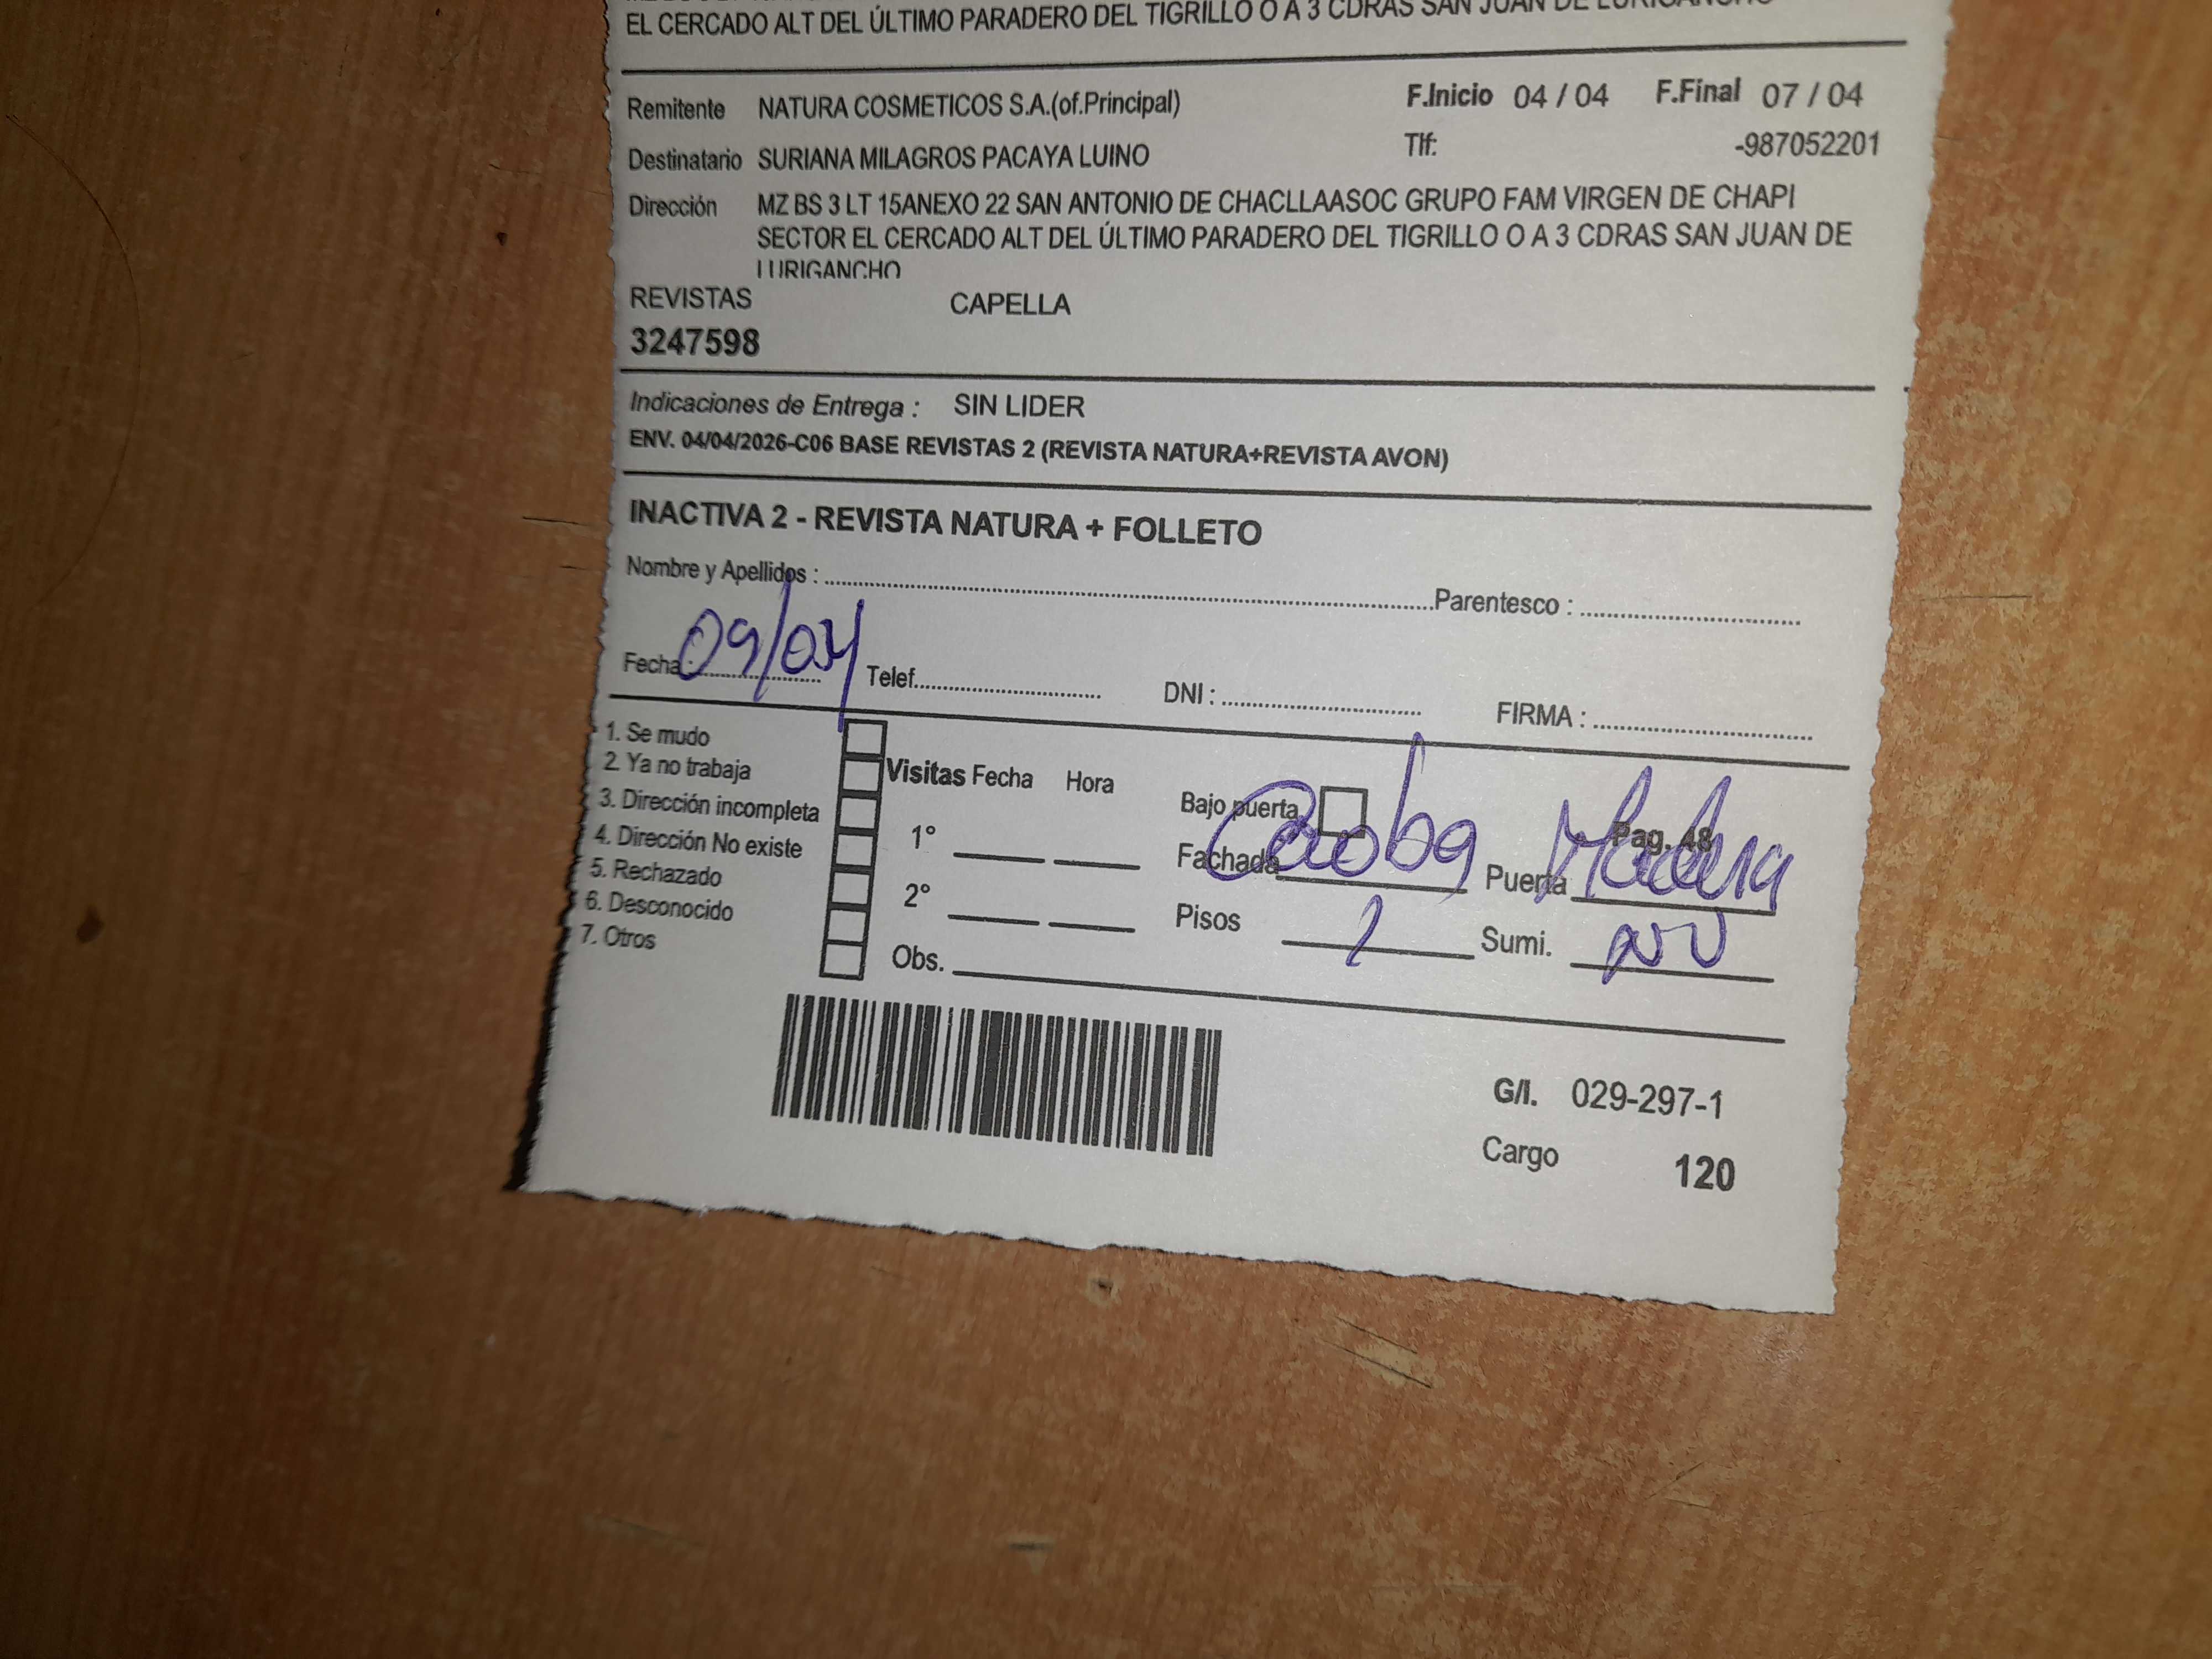 EL CERCADO ALT DEL ÚLTIMO PARADERO DEL TIGRILLO O A 3 CDRAS SAN JUAN DE LURIGANCHO
Remitente NATURA COSMETICOS S.A.(of.Principal) F.Inicio 04 / 04 F.Final 07 / 04
Destinatario SURIANA MILAGROS PACAYA LUINO Tlf: -987052201
Dirección MZ BS 3 LT 15ANEXO 22 SAN ANTONIO DE CHACLLAASOC GRUPO FAM VIRGEN DE CHAPI
SECTOR EL CERCADO ALT DEL ÚLTIMO PARADERO DEL TIGRILLO O A 3 CDRAS SAN JUAN DE
LURIGANCHO
REVISTAS CAPELLA
3247598
Indicaciones de Entrega : SIN LIDER
ENV. 04/04/2026-C06 BASE REVISTAS 2 (REVISTA NATURA+REVISTA AVON)
INACTIVA 2 - REVISTA NATURA + FOLLETO
Nombre y Apellidos : Parentesco :
Fecha : 09/04 Telef. DNI : FIRMA :
1. Se mudo
2. Ya no trabaja
3. Dirección incompleta
4. Dirección No existe
5. Rechazado
6. Desconocido
7. Otros
Visitas Fecha Hora
1°
2°
Obs.
Bajo puerta Pag. 48
Fachada Caoba Puerta Madera
Pisos Sumi.
G/I. 029-297-1
Cargo 120